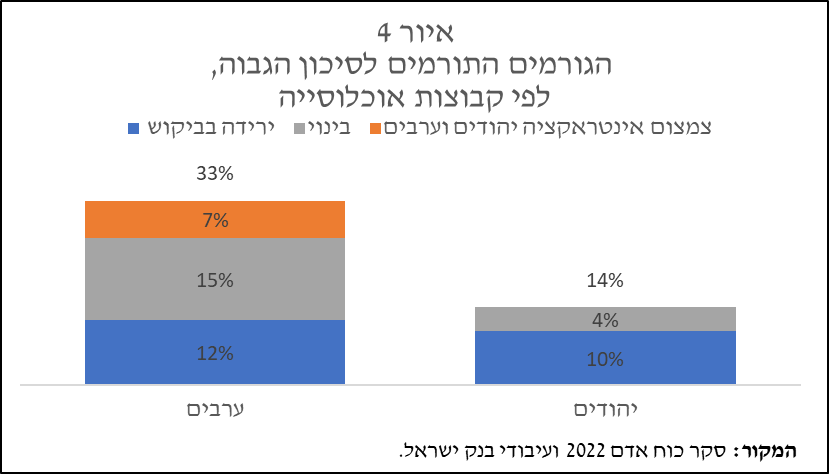 איור 4
הגורמים התורמים לסיכון הגבוה,
לפי קבוצות אוכלוסייה
צמצום אינטראקציה יהודים וערבים בינוי ירידה בביקוש
33%
7%
15%
12%
14%
4%
10%
ערבים יהודים
המקור: סקר כוח אדם 2022 ועיבודי בנק ישראל.